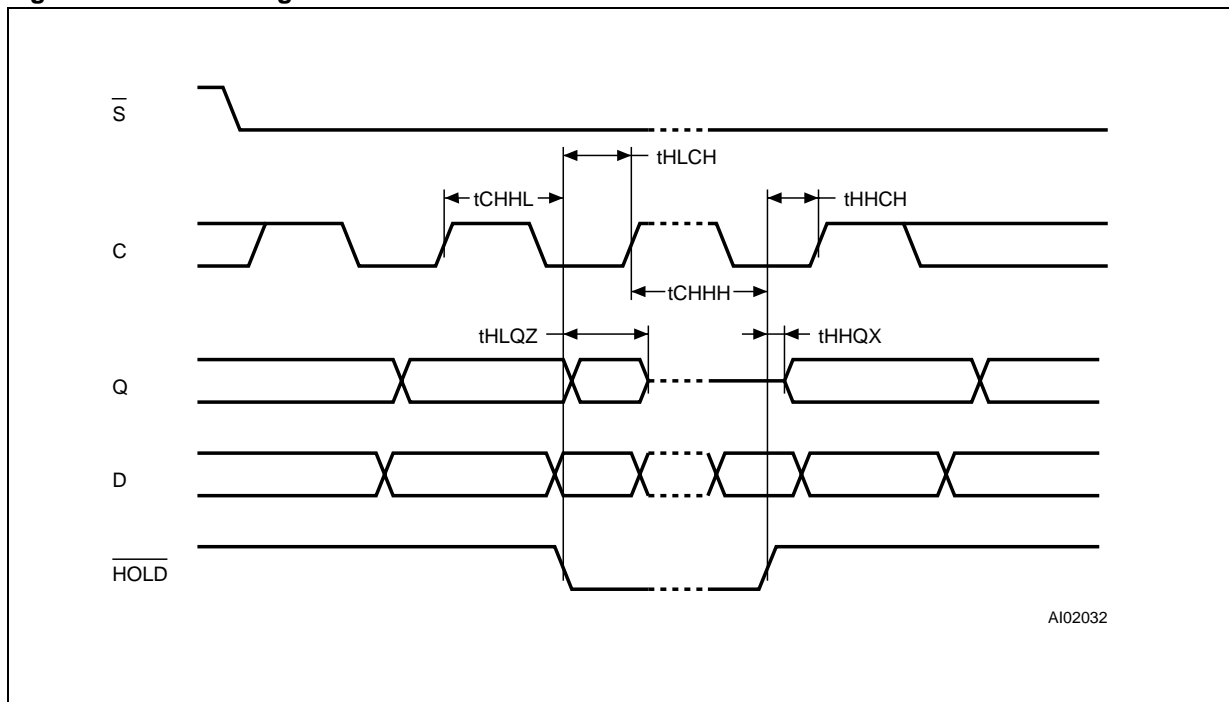 S
tHLCH
tCHHL
tHHCH
C
tCHHH
tHLQZ
tHHQX
Q
D
HOLD
AI02032